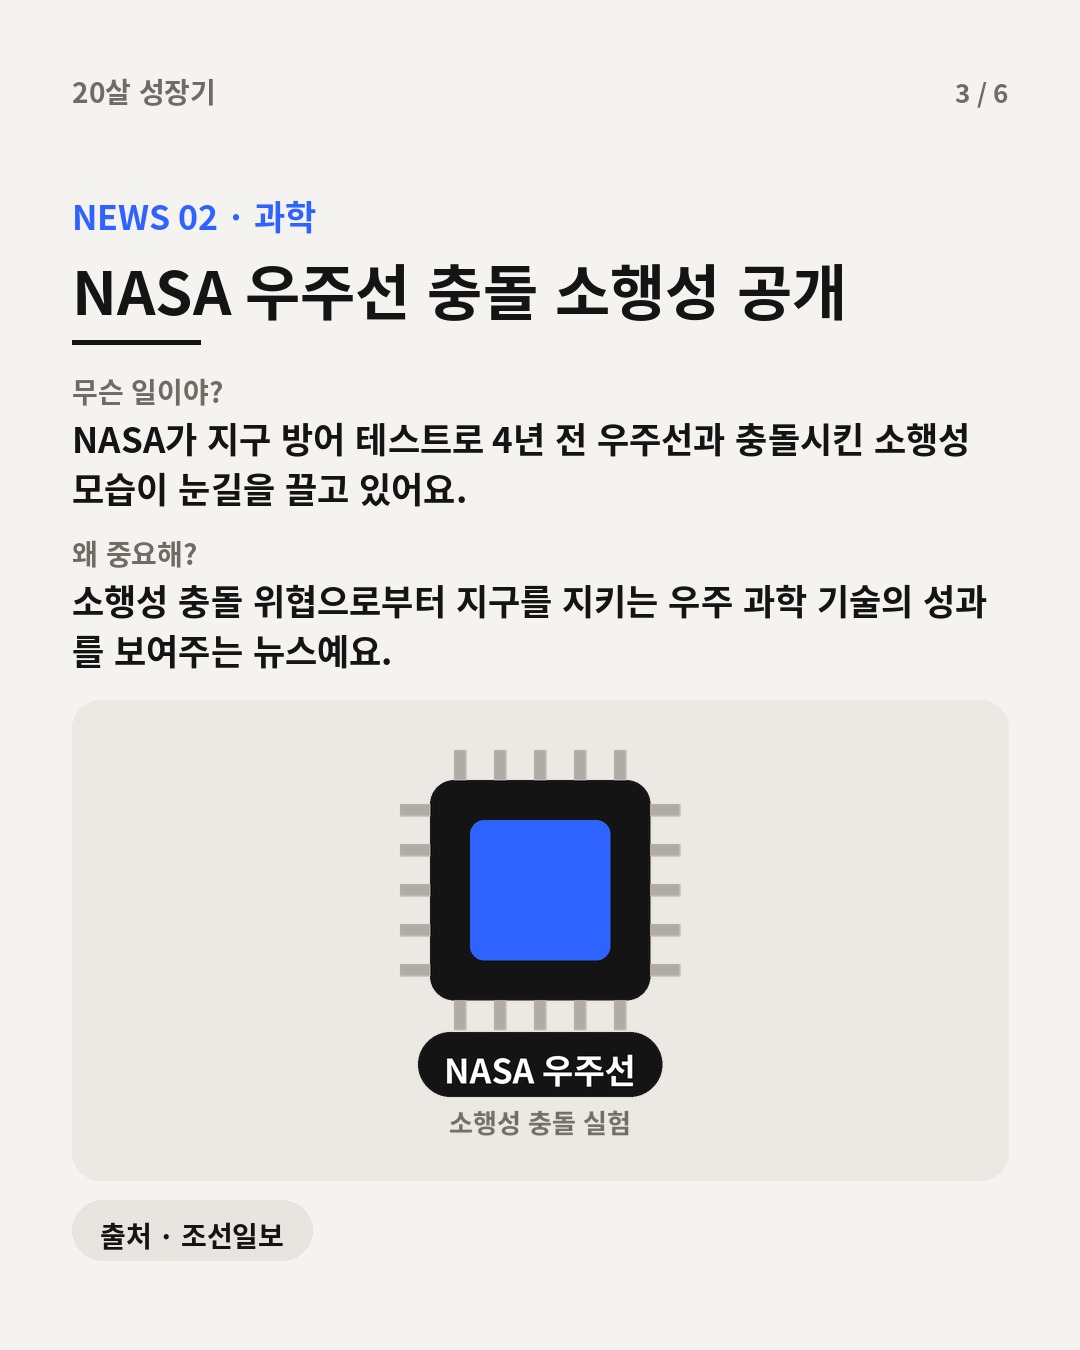 20살 성장기
3 / 6
NEWS 02 · 과학
NASA 우주선 충돌 소행성 공개
무슨 일이야?
NASA가 지구 방어 테스트로 4년 전 우주선과 충돌시킨 소행성
모습이 눈길을 끌고 있어요.
왜 중요해?
소행성 충돌 위협으로부터 지구를 지키는 우주 과학 기술의 성과
를 보여주는 뉴스예요.
NASA 우주선
소행성 충돌 실험
출처 · 조선일보